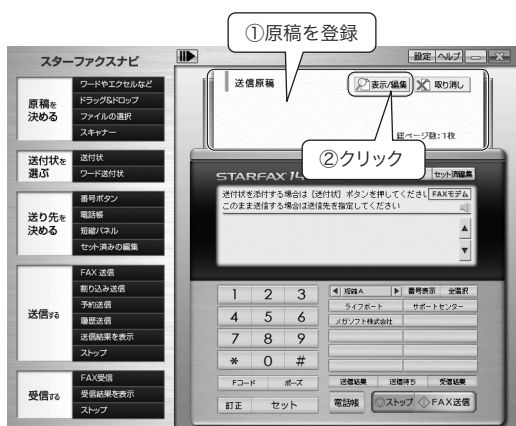 ①原稿を登録
設定 ヘルプ
スターファクスナビ
原稿を
決める
ワードやエクセルなど
ドラッグ&ドロップ
ファイルの選択
スキャナー
送付状を
選ぶ
送付状
ワード送付状
送り先を
決める
番号ボタン
電話帳
短縮パネル
セット済みの編集
送信する
FAX 送信
割り込み送信
予約送信
履歴送信
送信結果を表示
ストップ
受信する
FAX受信
受信結果を表示
ストップ
送信原稿
表示/編集 取り消し
総ページ数:1枚
②クリック
STARFAX 14
セット済編集
送付状を添付する場合は [送付状] ボタンを押してください
このまま送信する場合は送信先を指定してください
FAXモデム
1 2 3
4 5 6
7 8 9
* 0 #
Fコード ポーズ
訂正 セット
短縮A 番号表示 全選択
ライフボート サポートセンター
メガソフト株式会社
送信結果 送信待ち 受信結果
電話帳 ストップ FAX送信